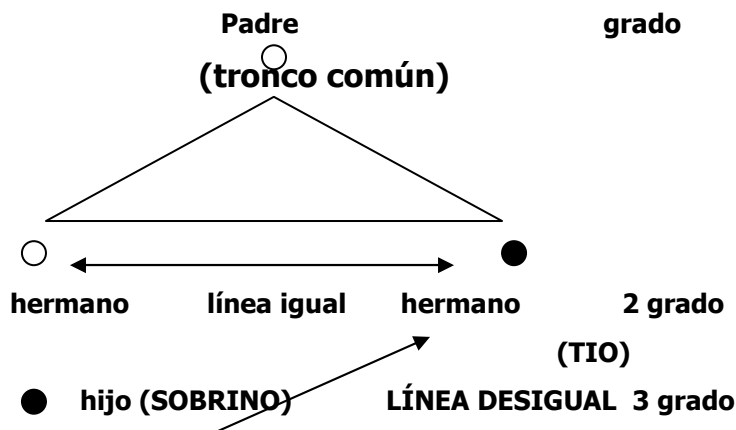 Padre grado
(tronco común)
hermano línea igual hermano 2 grado
(TIO)
hijo (SOBRINO) LÍNEA DESIGUAL 3 grado